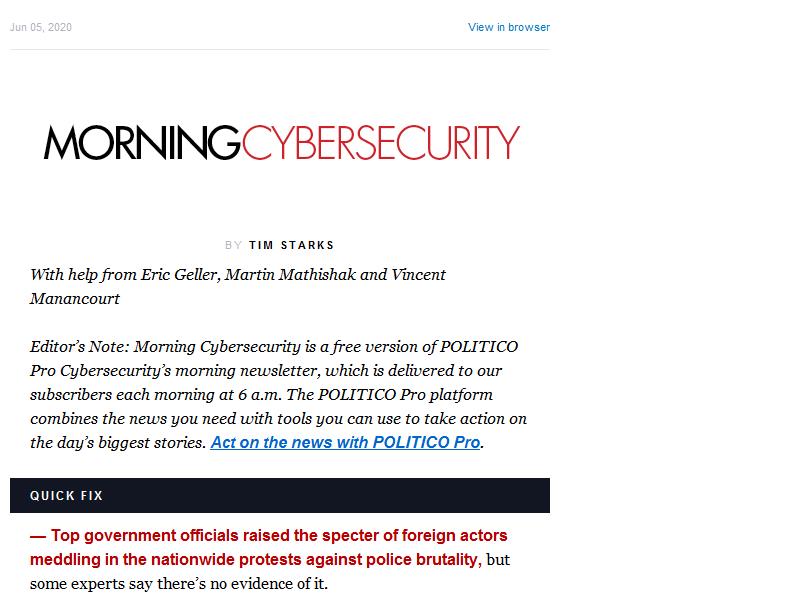 Jun 05, 2020
View in browser
MORNINGCYBERSECURITY
BY TIM STARKS
With help from Eric Geller, Martin Mathishak and Vincent
Manancourt
Editor’s Note: Morning Cybersecurity is a free version of POLITICO
Pro Cybersecurity’s morning newsletter, which is delivered to our
subscribers each morning at 6 a.m. The POLITICO Pro platform
combines the news you need with tools you can use to take action on
the day’s biggest stories. Act on the news with POLITICO Pro.
QUICK FIX
— Top government officials raised the specter of foreign actors
meddling in the nationwide protests against police brutality, but
some experts say there’s no evidence of it.